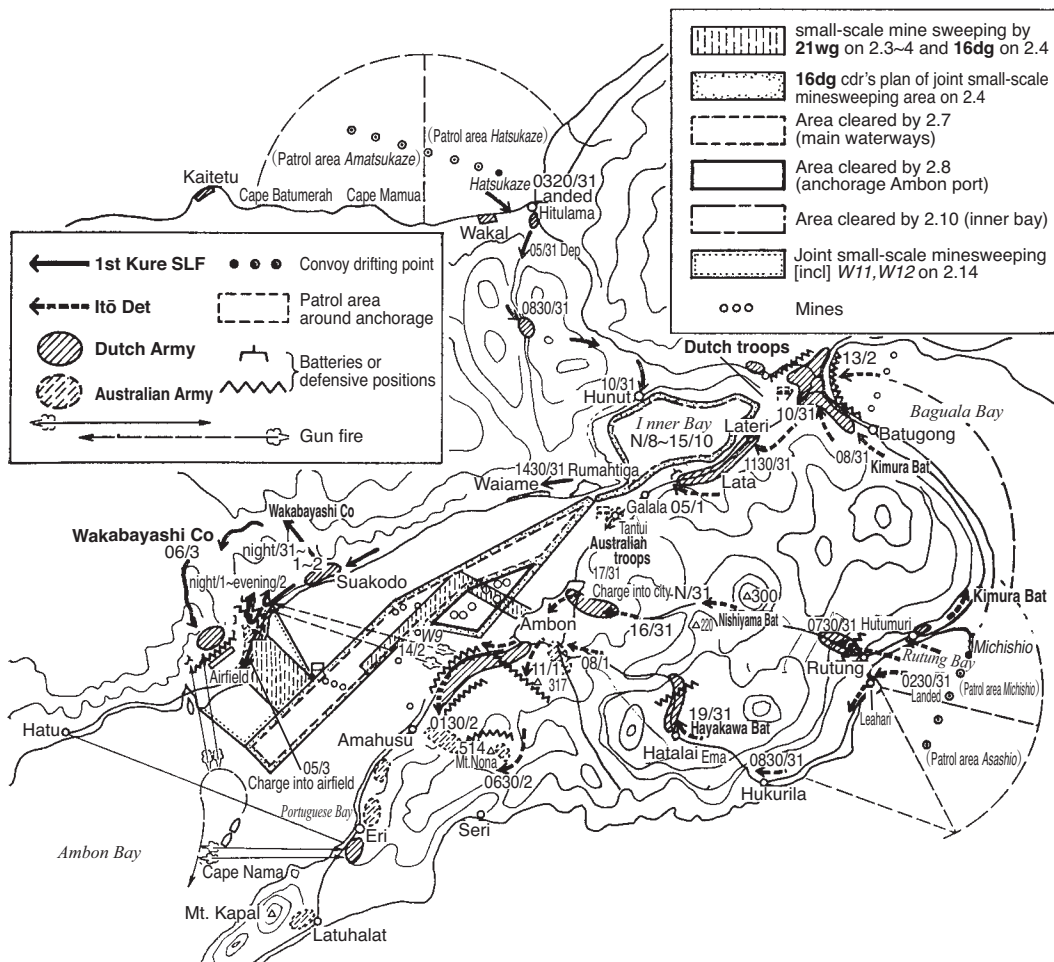 small-scale mine sweeping by
21wg on 2.3~4 and 16dg on 2.4
16dg cdr's plan of joint small-scale
minesweeping area on 2.4
Area cleared by 2.7
(main waterways)
Area cleared by 2.8
(anchorage Ambon port)
Area cleared by 2.10 (inner bay)
Joint small-scale minesweeping
[incl] W11,W12 on 2.14
Mines
(Patrol area Hatsukaze)
(Patrol area Amatsukaze)
Kaitetu
Cape Batumerah
Cape Mamua
Hatsukaze
0320/31
Landed
Hitulama
Wakal
05/31 Dep
1st Kure SLF
Convoy drifting point
Itō Det
Patrol area
around anchorage
Dutch Army
Batteries or
defensive positions
Australian Army
Gun fire
0830/31
Dutch troops
13/2
10/31
Hunut
Inner Bay
N/8~15/10
Lateri
10/31
Baguala Bay
Batugong
1130/31
08/31
Kimura Bat
1430/31
Rumahtiga
Waiame
Lata
Galala 05/1
Tantui
Australian
troops
Wakabayashi Co
Wakabayashi Co
06/3
night/31~
1~2
Suakodo
night/1~evening/2
17/31
Charge into city
N/31
300
Nishiyama Bat
Kimura Bat
Ambon
16/31
220
0730/31
Hutumuri
Michishio
W9
14/2
Rutung
Rutung Bay
Airfield
11/1
08/1
317
0230/31
Landed
(Patrol area Michishio)
Leahari
19/31
Hayakawa Bat
Hatu
0130/2
Amahusu
514
Mt.Nona
Hatalai
Ema
0830/31
(Patrol area Asashio)
05/3
Charge into airfield
0630/2
Hukurila
Portuguese Bay
Eri
Seri
Ambon Bay
Cape Nama
Mt. Kapal
Latuhalat